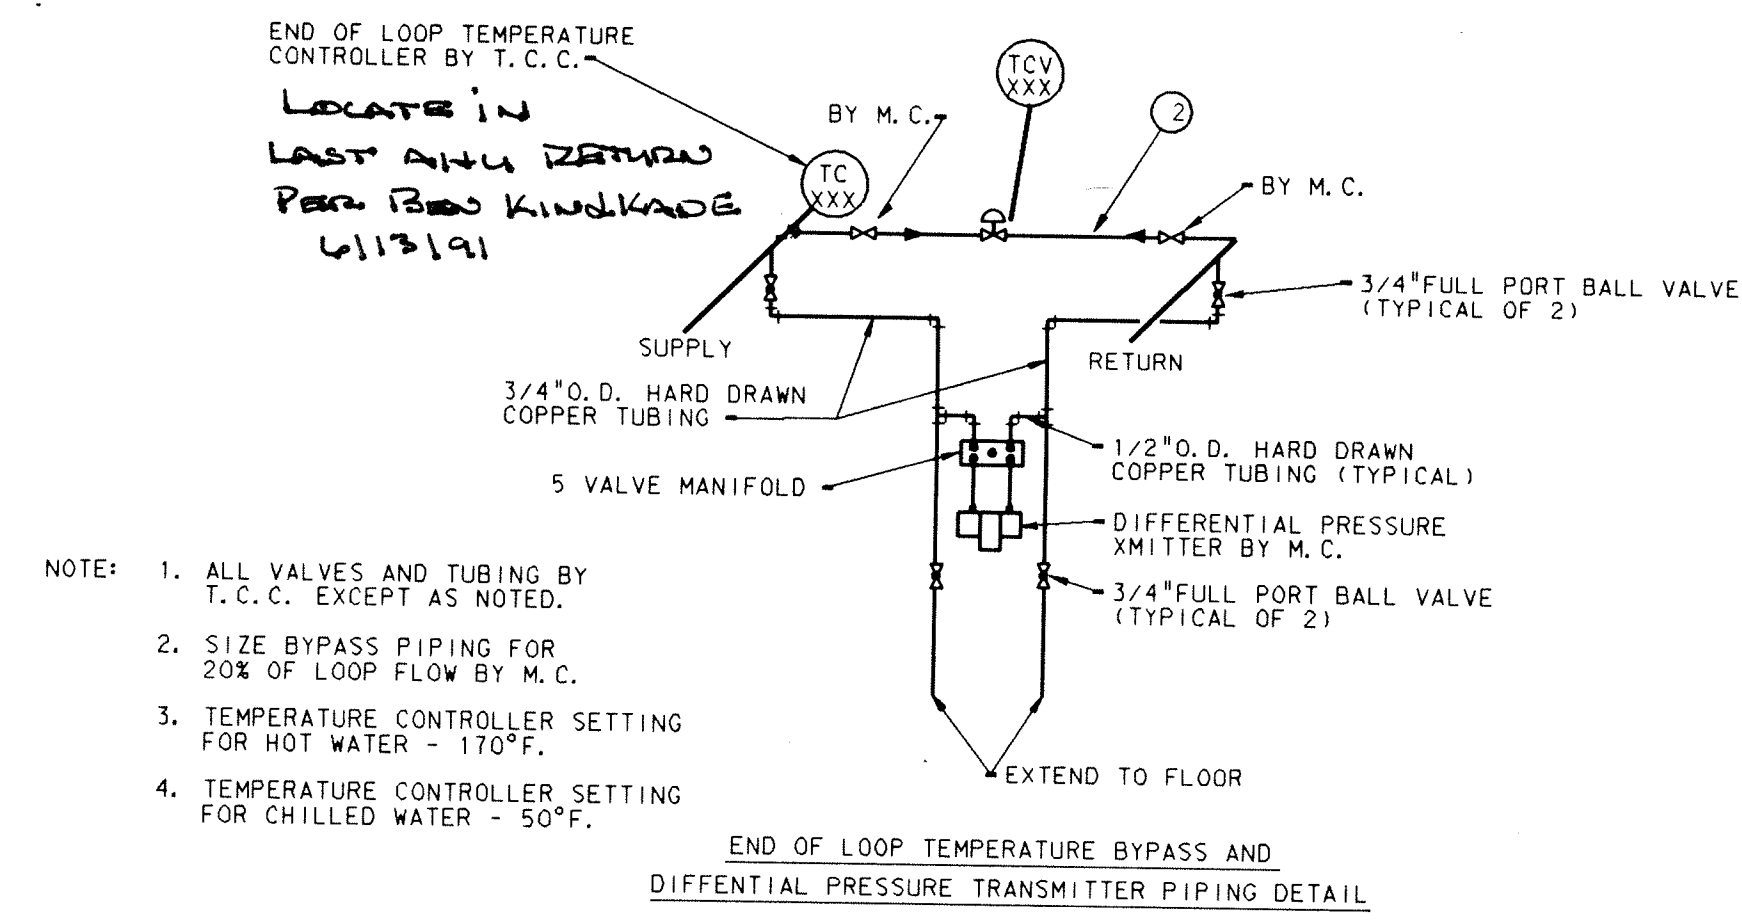 END OF LOOP TEMPERATURE
CONTROLLER BY T.C.C.
LOCATE IN
LAST AHU RETURN
PER BEN KINDKADE
6/13/91
TC
XXX
BY M.C.
TCV
XXX
2
BY M.C.
3/4"FULL PORT BALL VALVE
(TYPICAL OF 2)
SUPPLY
RETURN
3/4"O.D. HARD DRAWN
COPPER TUBING
1/2"O.D. HARD DRAWN
COPPER TUBING (TYPICAL)
5 VALVE MANIFOLD
DIFFERENTIAL PRESSURE
XMITTER BY M.C.
3/4"FULL PORT BALL VALVE
(TYPICAL OF 2)
EXTEND TO FLOOR
NOTE: 1. ALL VALVES AND TUBING BY
T.C.C. EXCEPT AS NOTED.
2. SIZE BYPASS PIPING FOR
20% OF LOOP FLOW BY M.C.
3. TEMPERATURE CONTROLLER SETTING
FOR HOT WATER - 170°F.
4. TEMPERATURE CONTROLLER SETTING
FOR CHILLED WATER - 50°F.
END OF LOOP TEMPERATURE BYPASS AND
DIFFENTIAL PRESSURE TRANSMITTER PIPING DETAIL